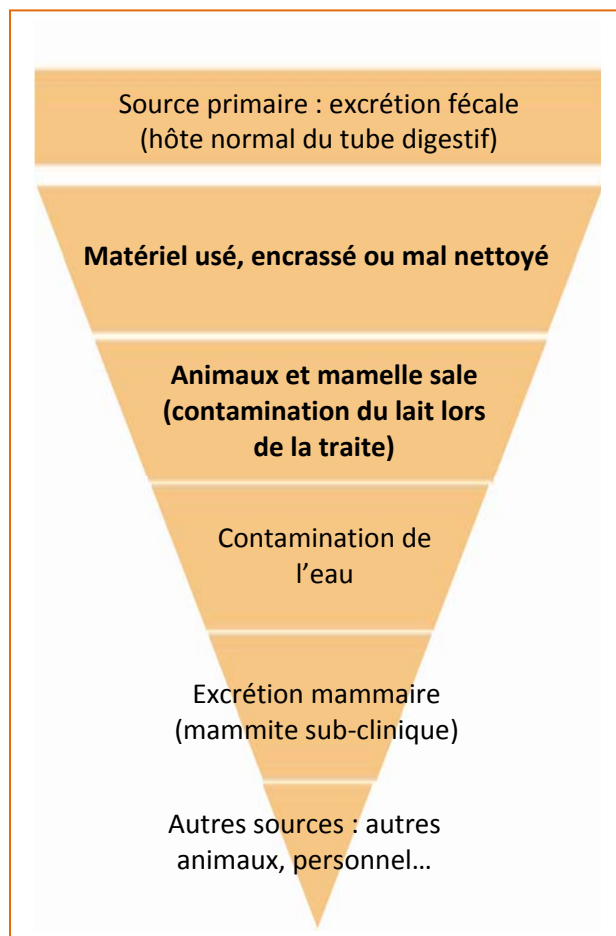 Source primaire : excrétion fécale
(hôte normal du tube digestif)
Matériel usé, encrassé ou mal nettoyé
Animaux et mamelle sale
(contamination du lait lors
de la traite)
Contamination de
l’eau
Excrétion mammaire
(mammite sub-clinique)
Autres sources : autres
animaux, personnel…